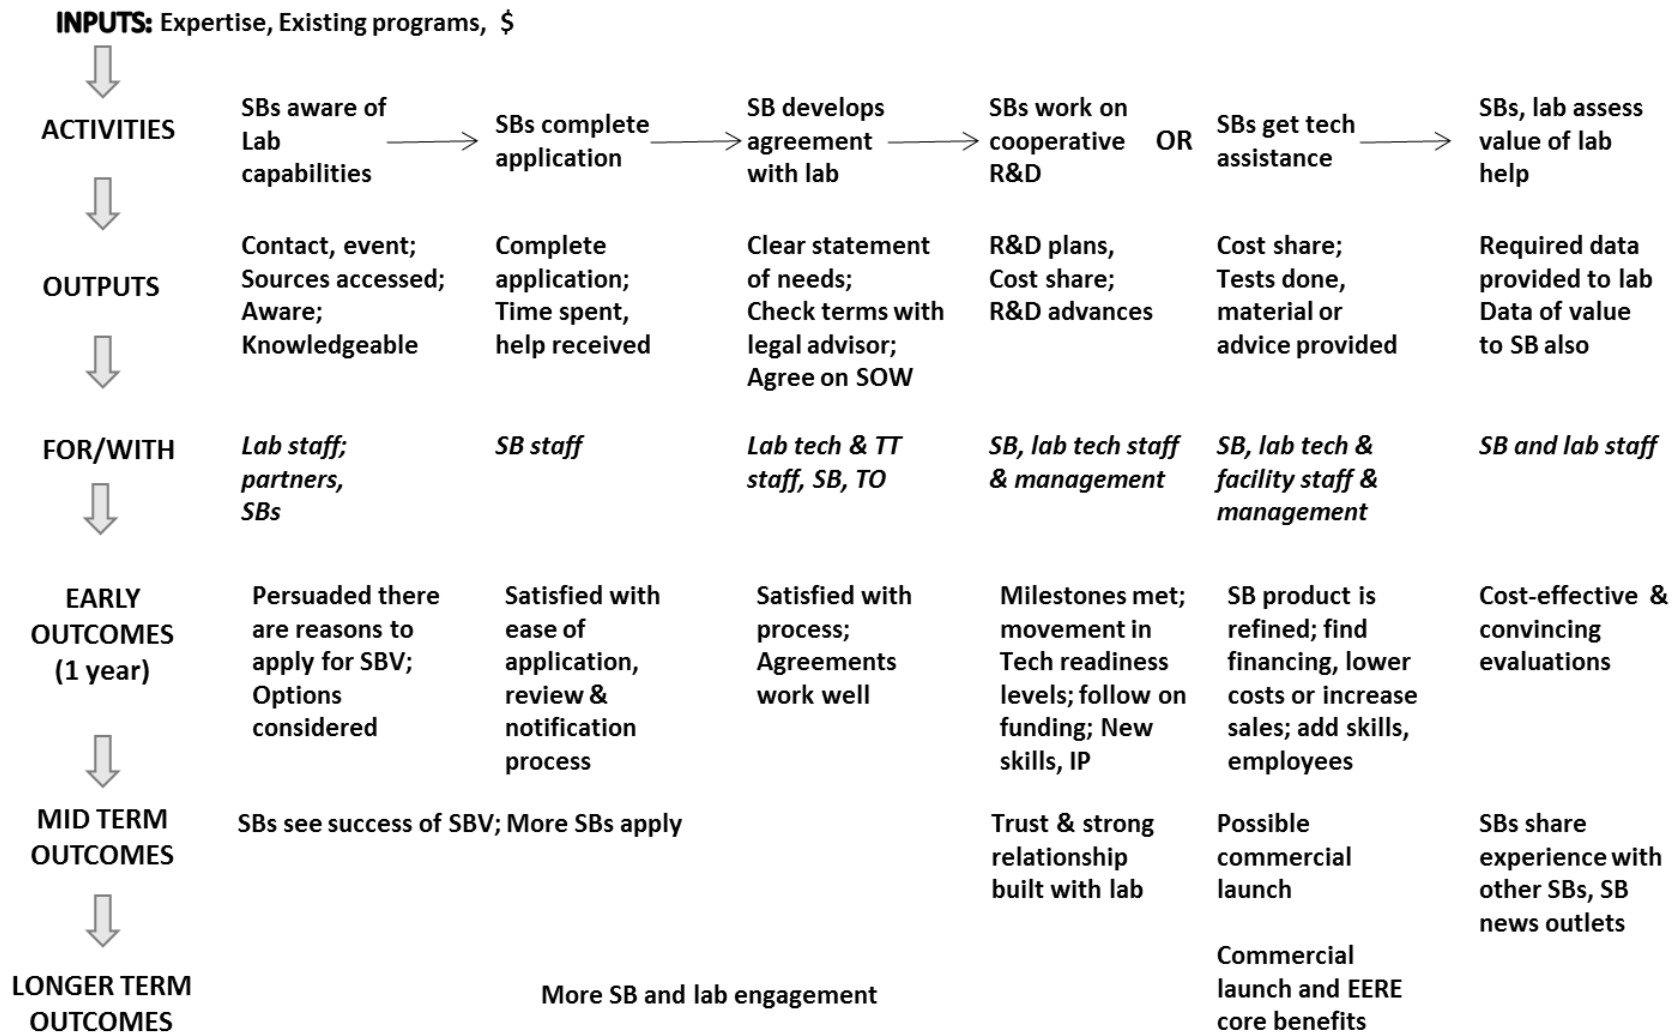 INPUTS: Expertise, Existing programs, $
ACTIVITIES
SBs aware of
Lab
capabilities
SBs complete
application
SB develops
agreement
with lab
SBs work on
cooperative
R&D
OR
SBs get tech
assistance
SBs, lab assess
value of lab
help
OUTPUTS
Contact, event;
Sources accessed;
Aware;
Knowledgeable
Complete
application;
Time spent,
help received
Clear statement
of needs;
Check terms with
legal advisor;
Agree on SOW
R&D plans,
Cost share;
R&D advances
Cost share;
Tests done,
material or
advice provided
Required data
provided to lab
Data of value
to SB also
FOR/WITH
Lab staff;
partners,
SBs
SB staff
Lab tech & TT
staff, SB, TO
SB, lab tech staff
& management
SB, lab tech &
facility staff &
management
SB and lab staff
EARLY
OUTCOMES
(1 year)
Persuaded there
are reasons to
apply for SBV;
Options
considered
Satisfied with
ease of
application,
review &
notification
process
Satisfied with
process;
Agreements
work well
Milestones met;
movement in
Tech readiness
levels; follow on
funding; New
skills, IP
SB product is
refined; find
financing, lower
costs or increase
sales; add skills,
employees
Cost-effective &
convincing
evaluations
MID TERM
OUTCOMES
SBs see success of SBV; More SBs apply
Trust & strong
relationship
built with lab
Possible
commercial
launch
SBs share
experience with
other SBs, SB
news outlets
LONGER TERM
OUTCOMES
More SB and lab engagement
Commercial
launch and EERE
core benefits